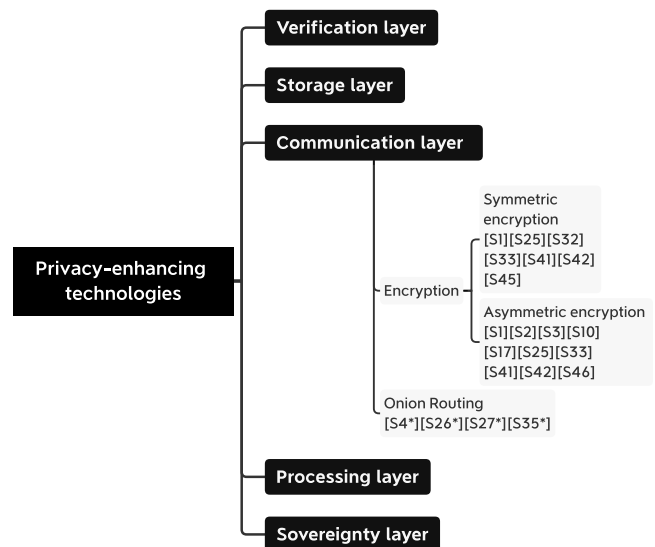 Verification layer
Storage layer
Communication layer
Privacy-enhancing
technologies
Symmetric
encryption
[S1][S25][S32]
[S33][S41][S42]
[S45]
Encryption
Asymmetric encryption
[S1][S2][S3][S10]
[S17][S25][S33]
[S41][S42][S46]
Onion Routing
[S4*][S26*][S27*][S35*]
Processing layer
Sovereignty layer